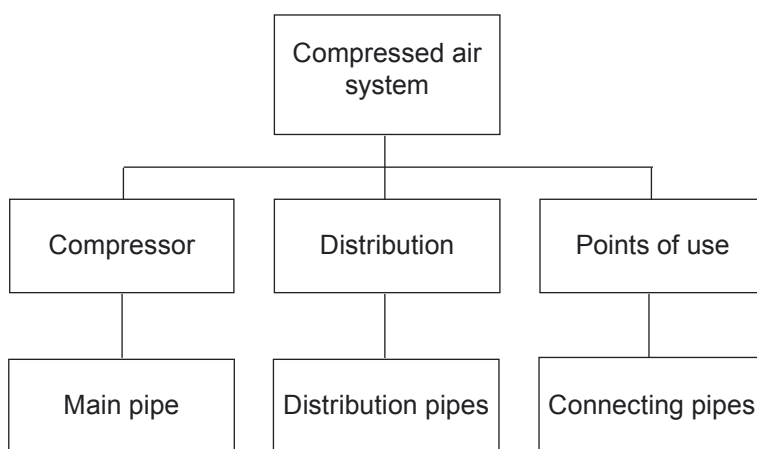 Compressed air
system
Compressor
Distribution
Points of use
Main pipe
Distribution pipes
Connecting pipes